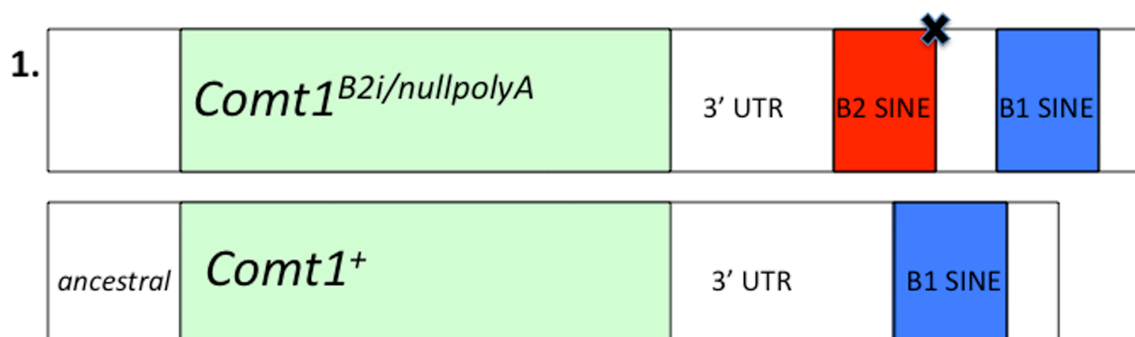 1.
Comt1B2i/nullpolyA
3' UTR
B2 SINE
B1 SINE
ancestral
Comt1+
3' UTR
B1 SINE